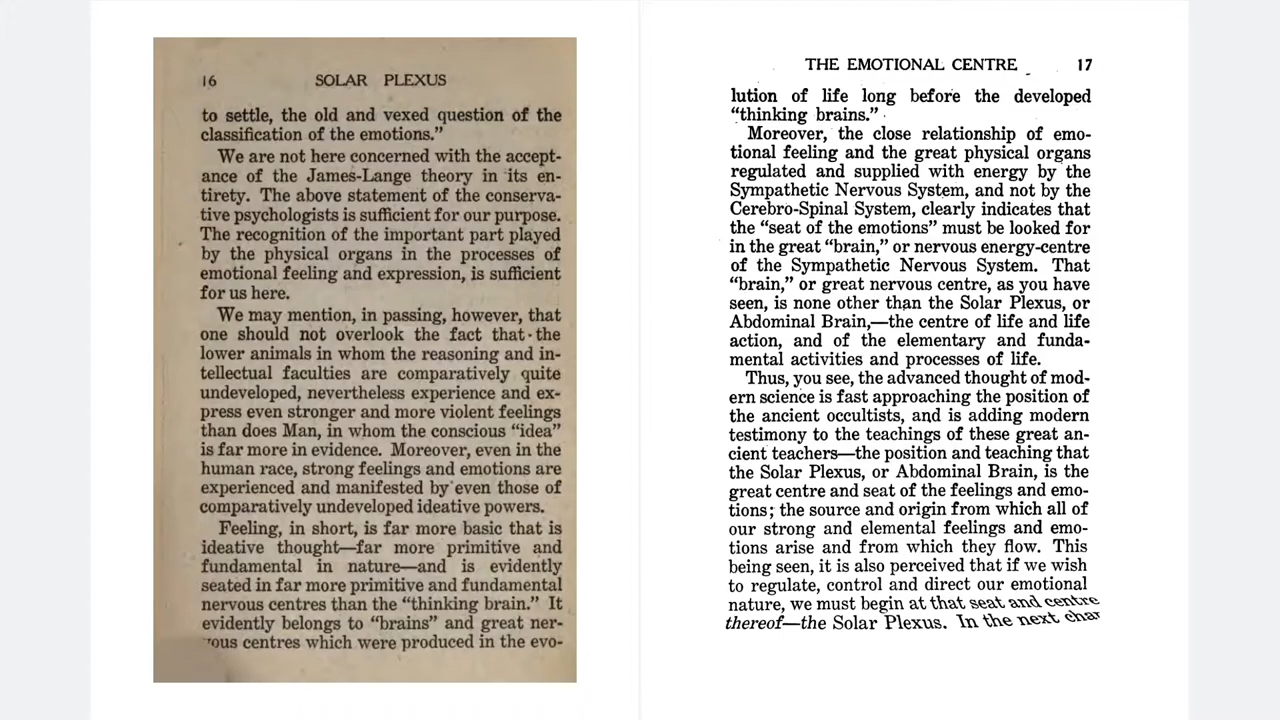 16 SOLAR PLEXUS
to settle, the old and vexed question of the
classification of the emotions.”
We are not here concerned with the accept-
ance of the James-Lange theory in its en-
tirety. The above statement of the conserva-
tive psychologists is sufficient for our purpose.
The recognition of the important part played
by the physical organs in the processes of
emotional feeling and expression, is sufficient
for us here.
We may mention, in passing, however, that
one should not overlook the fact that the
lower animals in whom the reasoning and in-
tellectual faculties are comparatively quite
undeveloped, nevertheless experience and ex-
press even stronger and more violent feelings
than does Man, in whom the conscious “idea”
is far more in evidence. Moreover, even in the
human race, strong feelings and emotions are
experienced and manifested by even those of
comparatively undeveloped ideative powers.
Feeling, in short, is far more basic that is
ideative thought—far more primitive and
fundamental in nature—and is evidently
seated in far more primitive and fundamental
nervous centres than the “thinking brain.” It
evidently belongs to “brains” and great ner-
vous centres which were produced in the evo-
THE EMOTIONAL CENTRE 17
lution of life long before the developed
“thinking brains.”
Moreover, the close relationship of emo-
tional feeling and the great physical organs
regulated and supplied with energy by the
Sympathetic Nervous System, and not by the
Cerebro-Spinal System, clearly indicates that
the “seat of the emotions” must be looked for
in the great “brain,” or nervous energy-centre
of the Sympathetic Nervous System. That
“brain,” or great nervous centre, as you have
seen, is none other than the Solar Plexus, or
Abdominal Brain,—the centre of life and life
action, and of the elementary and funda-
mental activities and processes of life.
Thus, you see, the advanced thought of mod-
ern science is fast approaching the position of
the ancient occultists, and is adding modern
testimony to the teachings of these great an-
cient teachers—the position and teaching that
the Solar Plexus, or Abdominal Brain, is the
great centre and seat of the feelings and emo-
tions; the source and origin from which all of
our strong and elemental feelings and emo-
tions arise and from which they flow. This
being seen, it is also perceived that if we wish
to regulate, control and direct our emotional
nature, we must begin at that seat and centre
thereof—the Solar Plexus. In the next chap